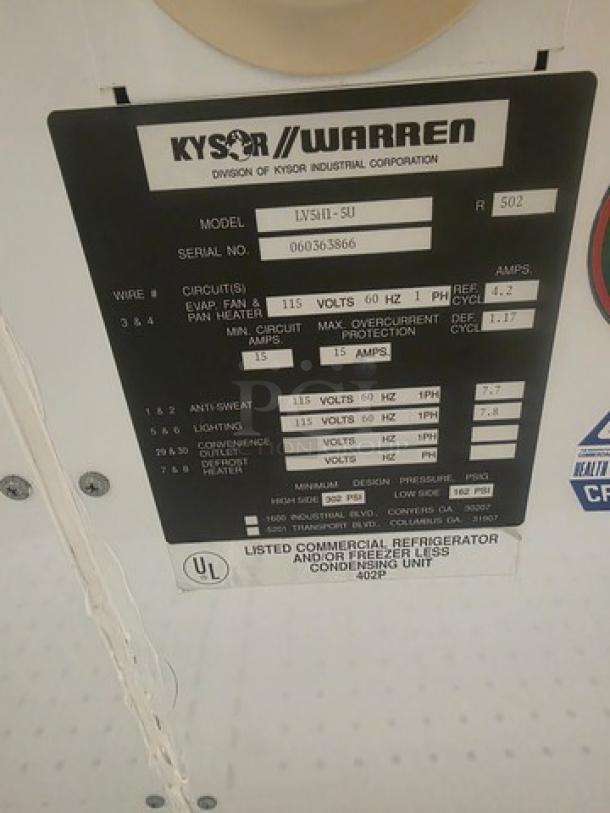 KYSOR//WARREN
DIVISION OF KYSOR INDUSTRIAL CORPORATION
MODEL LV5H1-5U R 502
SERIAL NO. 060363866
AMPS.
WIRE # CIRCUIT(S)
3 & 4 EVAP. FAN & PAN HEATER 115 VOLTS 60 HZ 1 PH REF. CYCL 4.2
DEF. CYCL 1.17
MIN. CIRCUIT AMPS. MAX. OVERCURRENT PROTECTION
15 15 AMPS.
1 & 2 ANTI-SWEAT 115 VOLTS 60 HZ 1PH 7.7
5 & 6 LIGHTING 115 VOLTS 60 HZ 1PH 7.8
29 & 30 CONVENIENCE OUTLET VOLTS HZ 1PH
7 & 8 DEFROST HEATER VOLTS HZ PH
MINIMUM DESIGN PRESSURE, PSIG
HIGH SIDE 302 PSI LOW SIDE 162 PSI
-1600 INDUSTRIAL BLVD., CONYERS GA. 30207
-5201 TRANSPORT BLVD., COLUMBUS GA. 31907
UL
LISTED COMMERCIAL REFRIGERATOR
AND/OR FREEZER LESS
CONDENSING UNIT
402P
HEALTH